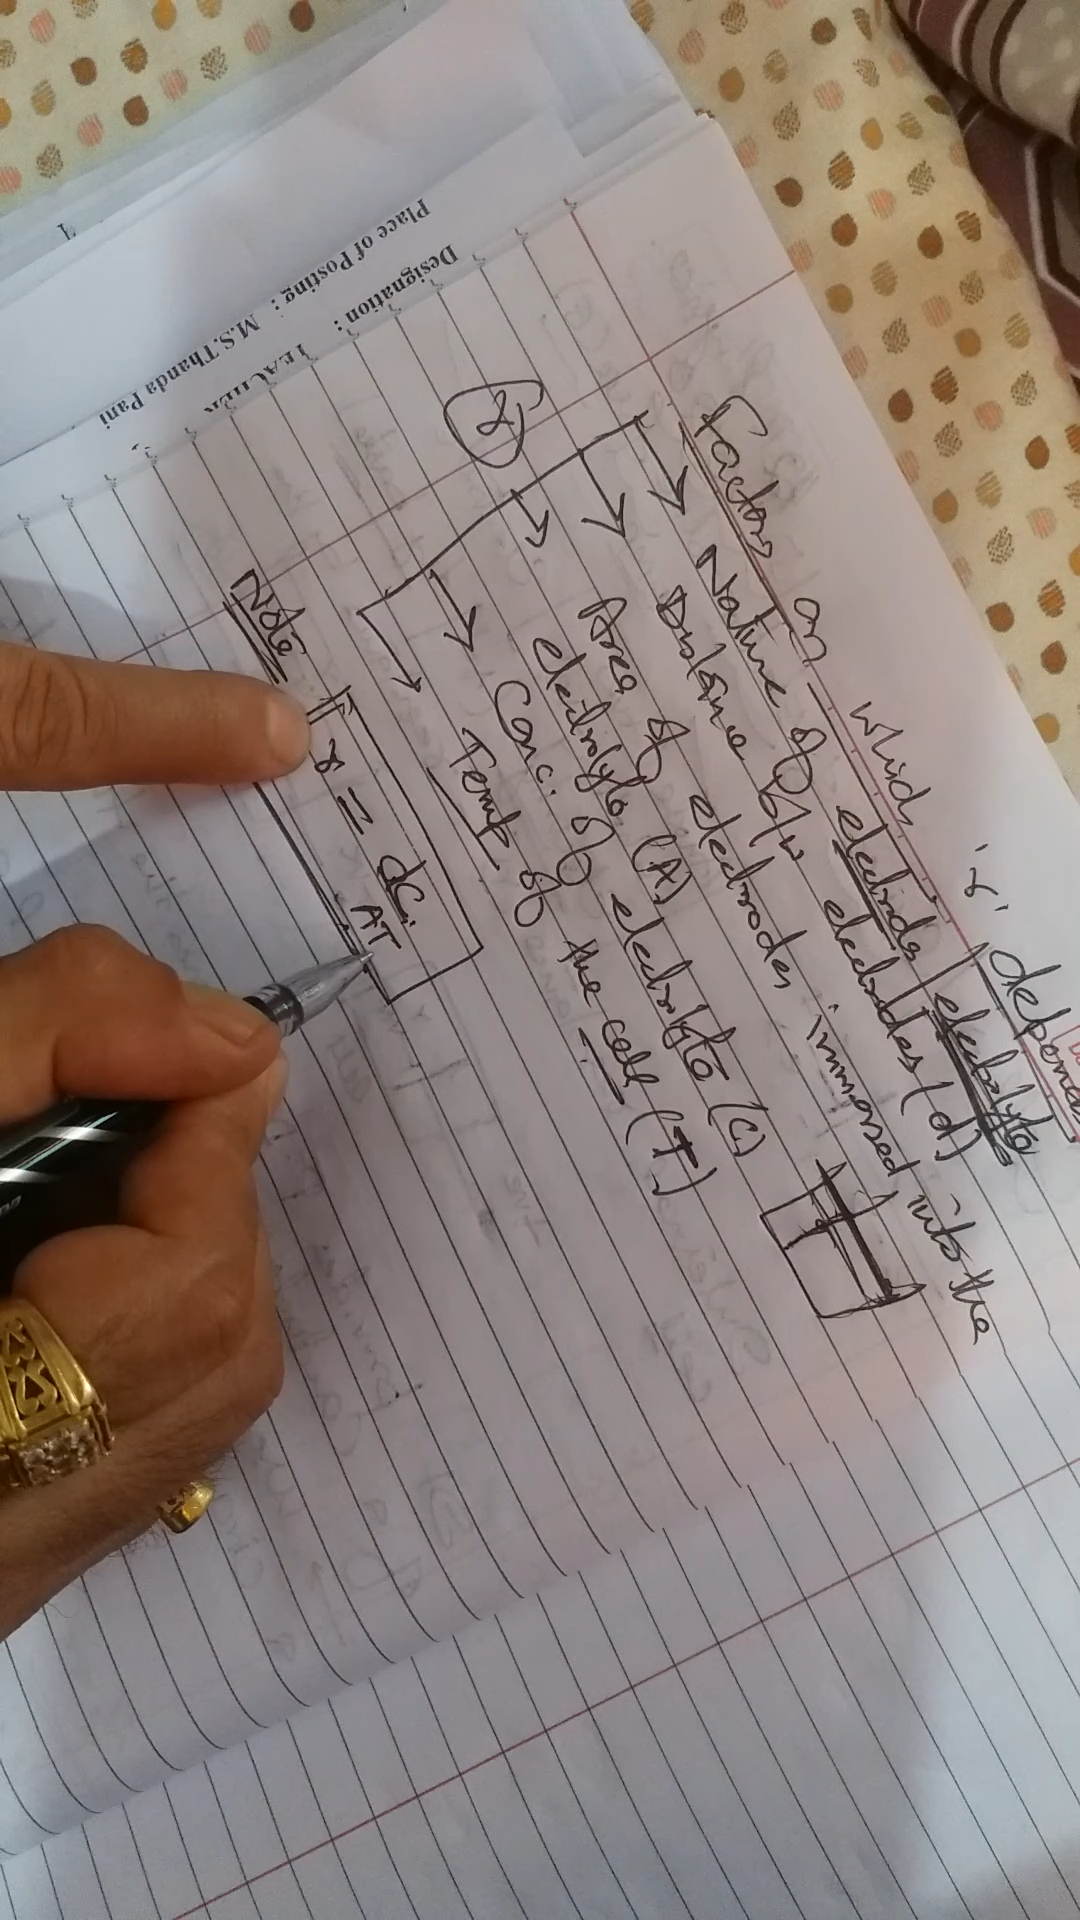 Factors on which 'r' depends
Nature of electrodes / electrolyte
Distance b/w electrodes (d)
Area of electrodes immersed into the
electrolyte (A)
Conc. of electrolyte (C)
Temp of the cell (T)
r
Note
r = dC
AT
TEACHER
Designation :
Place of Posting : M.S.Thanda Pani